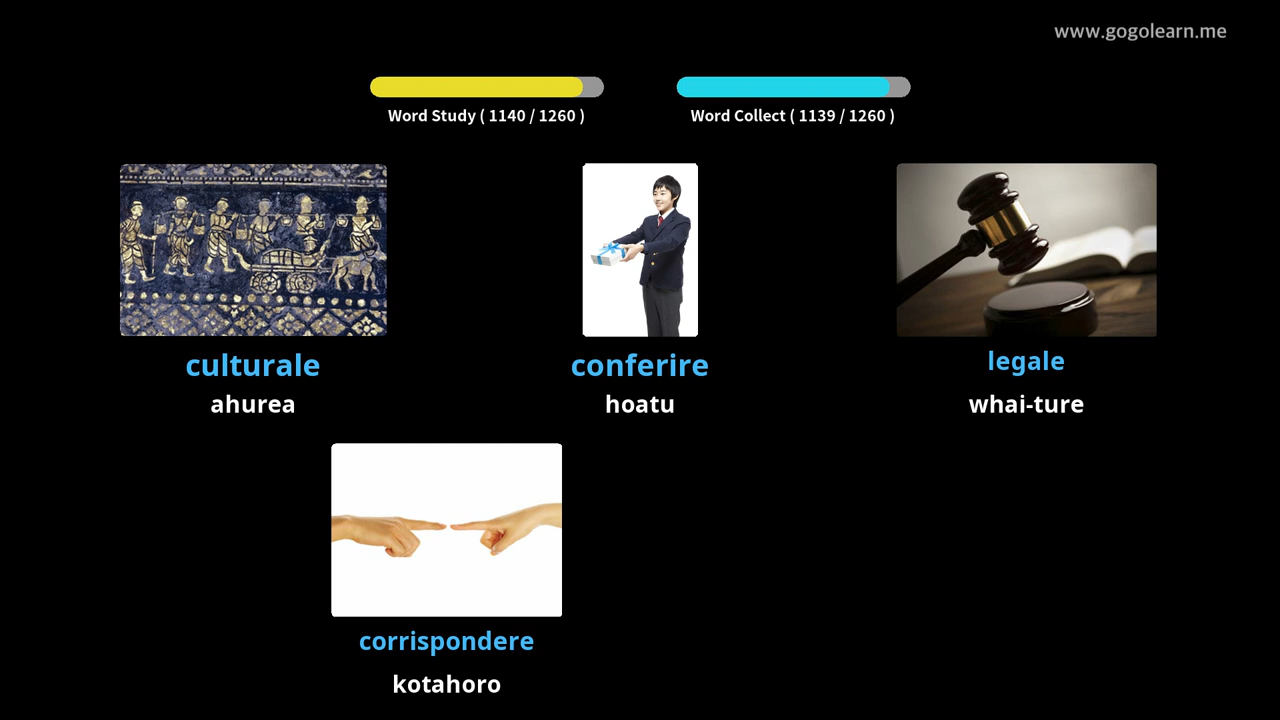 www.gogolearn.me
Word Study ( 1140 / 1260 )
Word Collect ( 1139 / 1260 )
culturale
ahurea
conferire
hoatu
legale
whai-ture
corrispondere
kotahoro